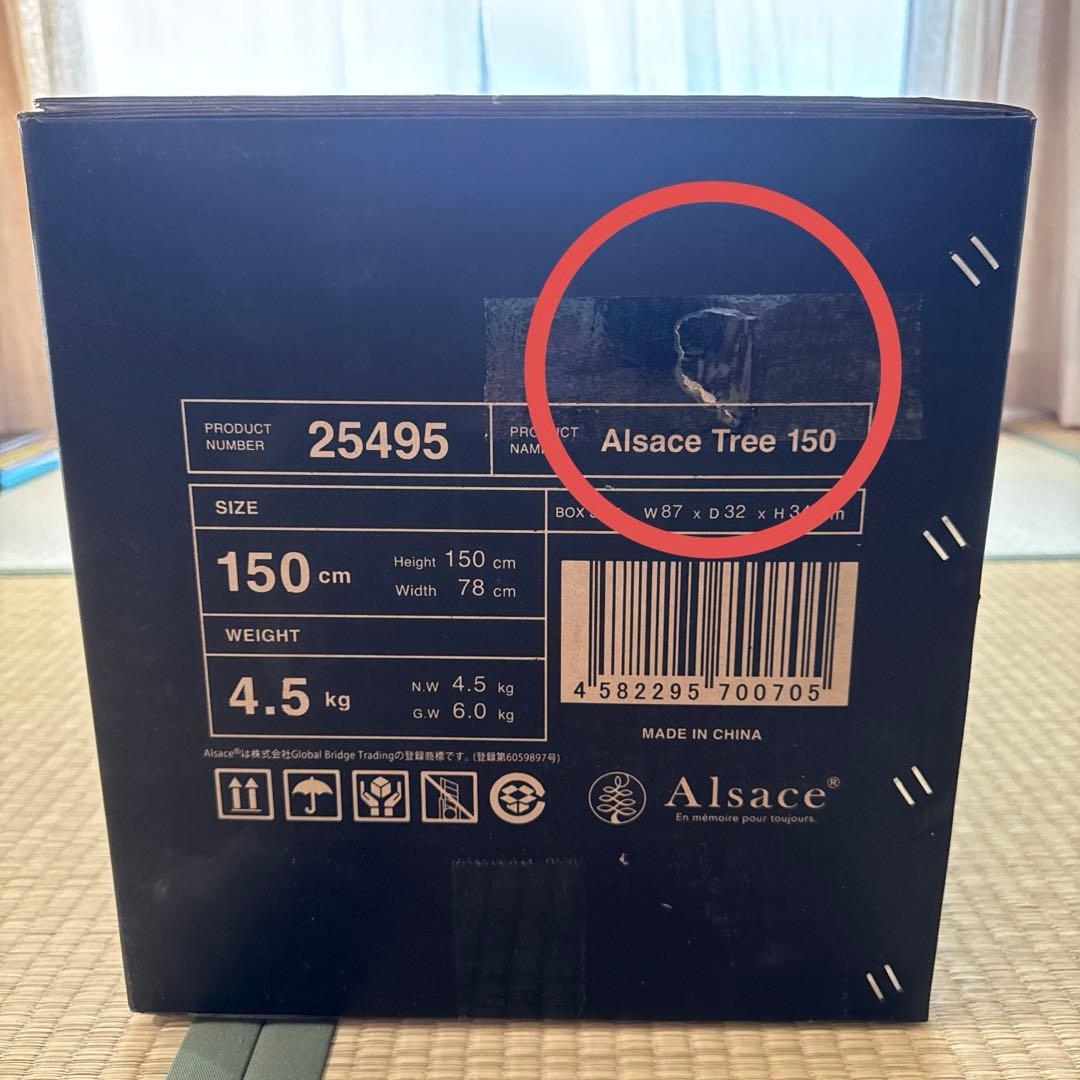 PRODUCT NUMBER 25495
NAM Alsace Tree 150
SIZE
BOX W 87 x D 32 x H
150 cm Height 150 cm
Width 78 cm
WEIGHT
4.5 kg N.W 4.5 kg
G.W 6.0 kg
4 582295 700705
MADE IN CHINA
Alsace®は株式会社Global Bridge Tradingの登録商標です。(登録第6059897号)
Alsace®
En mémoire pour toujours.